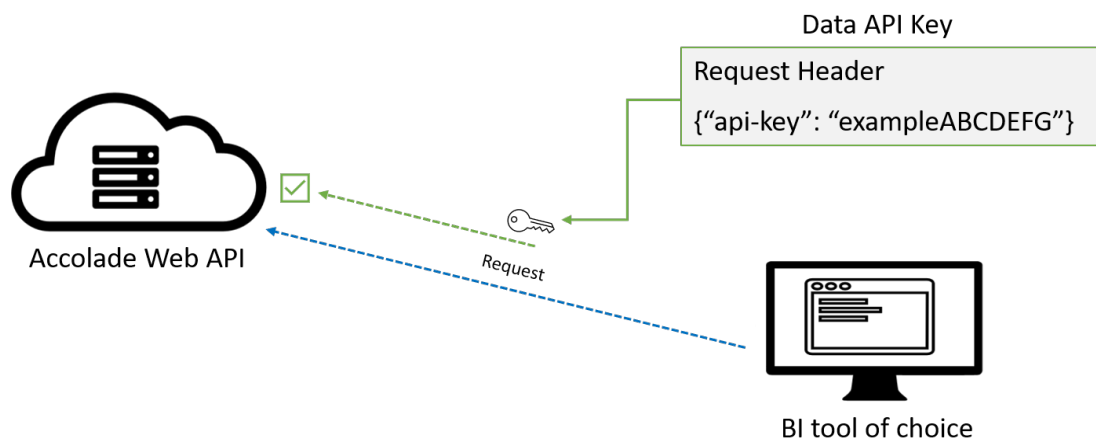 Data API Key
Request Header
{“api-key”: “exampleABCDEFG”}
Accolade Web API
Request
BI tool of choice